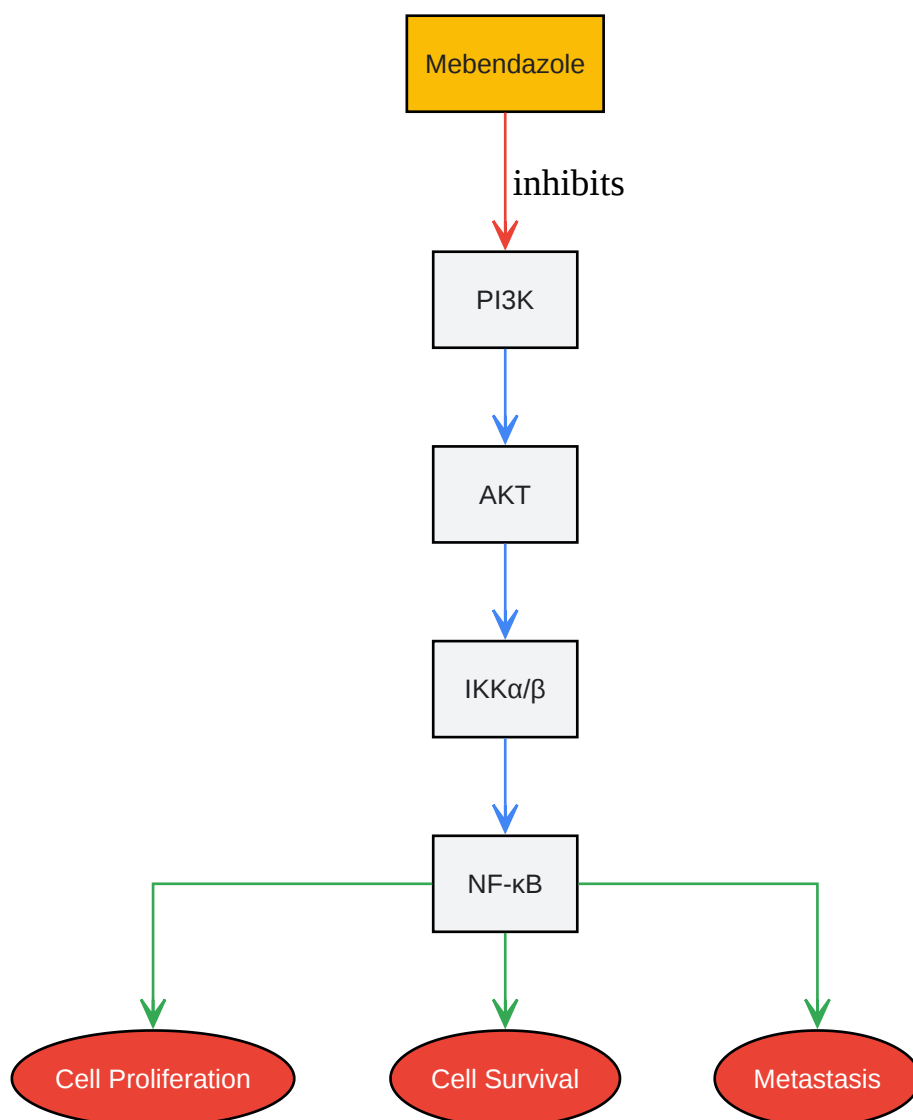 Mebendazole
inhibits
PI3K
AKT
IKKα/β
NF-κB
Cell Proliferation
Cell Survival
Metastasis